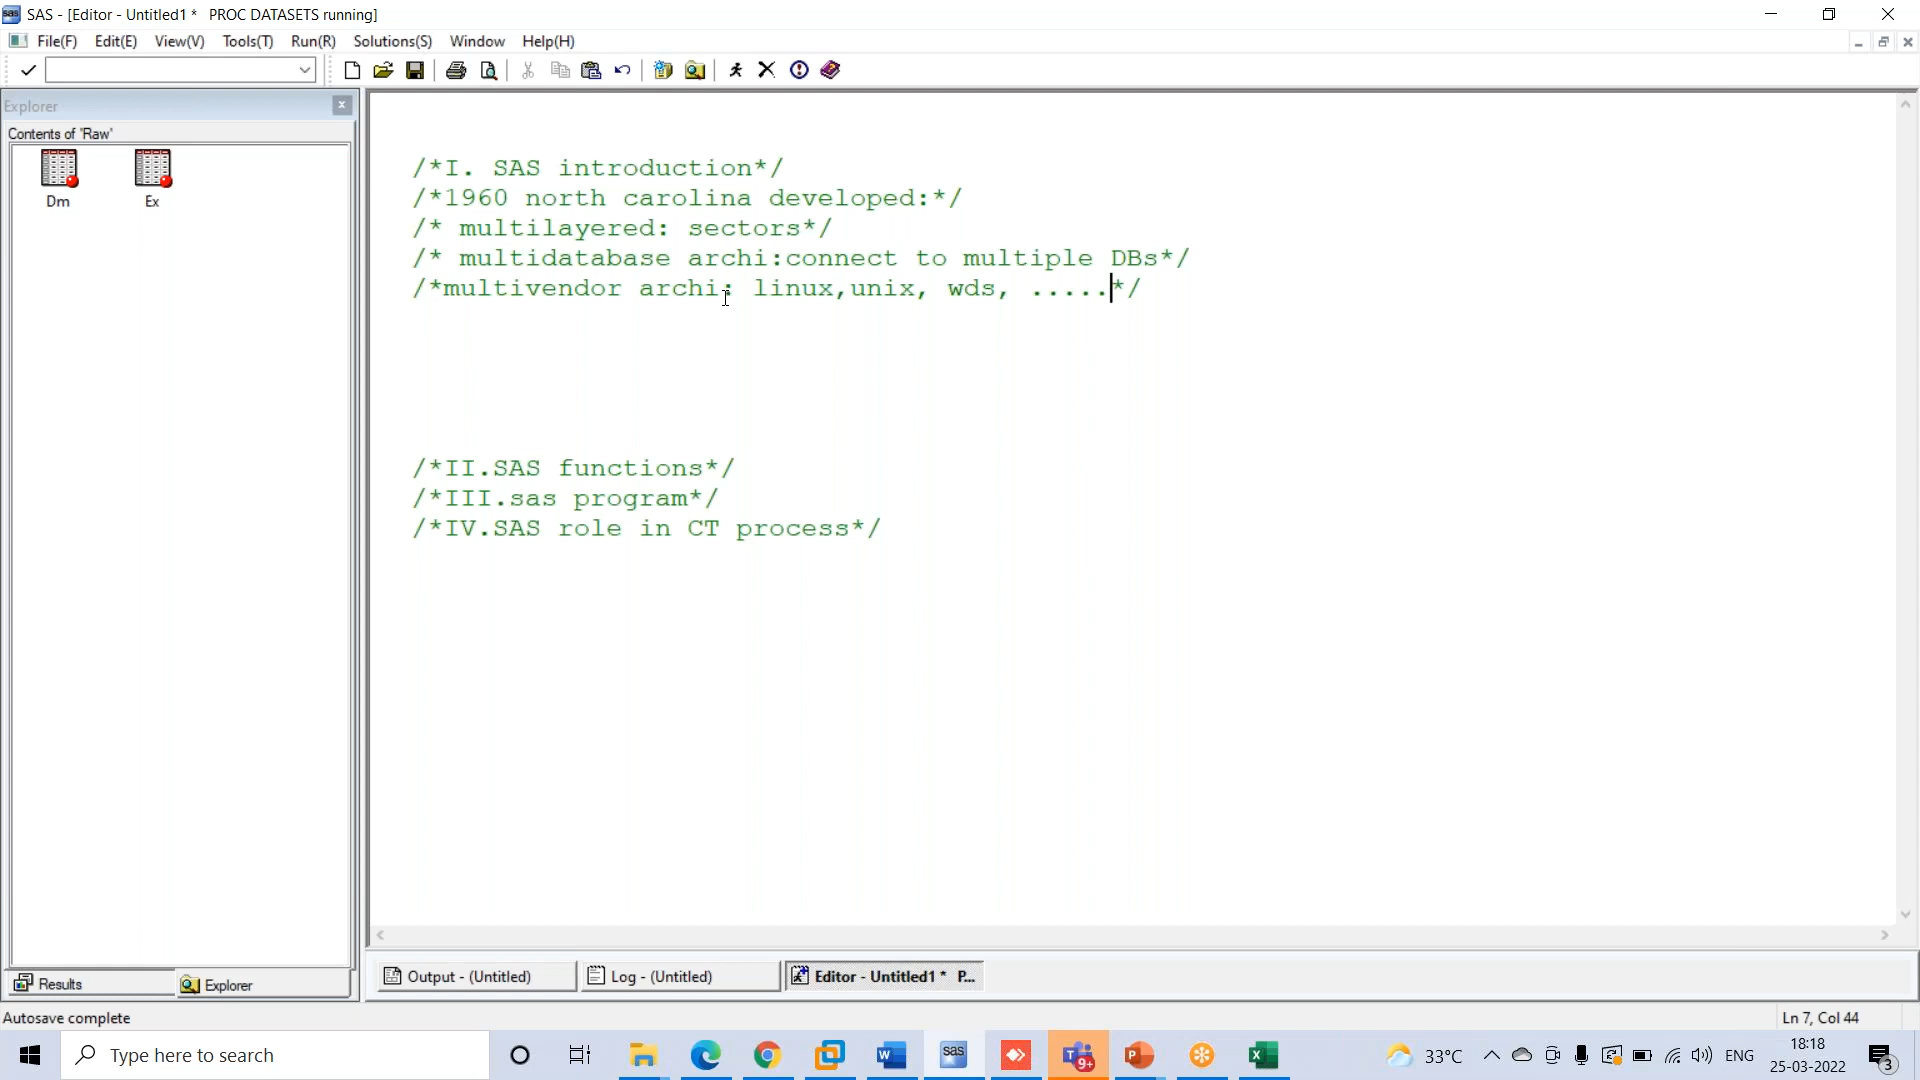 SAS - [Editor - Untitled1 * PROC DATASETS running]
File(F) Edit(E) View(V) Tools(T) Run(R) Solutions(S) Window Help(H)
Explorer
Contents of 'Raw'
Dm Ex
/*I. SAS introduction*/
/*1960 north carolina developed:*/
/* multilayered: sectors*/
/* multidatabase archi:connect to multiple DBs*/
/*multivendor archi: linux,unix, wds, .....*/
/*II.SAS functions*/
/*III.sas program*/
/*IV.SAS role in CT process*/
Results Explorer
Output - (Untitled) Log - (Untitled) Editor - Untitled1 * P...
Autosave complete
Ln 7, Col 44
Type here to search
sas
9+
33°C
ENG
18:18
25-03-2022
3